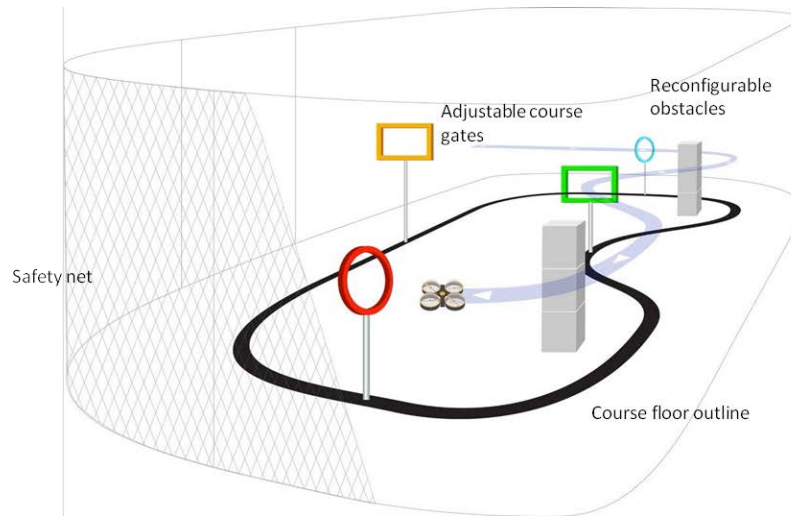 Reconfigurable
obstacles
Adjustable course
gates
Safety net
Course floor outline